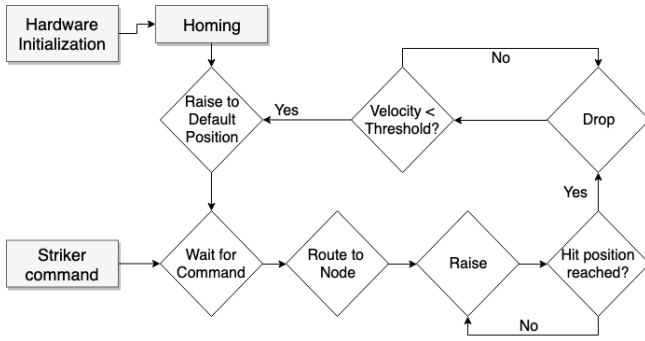 Hardware
Initialization
Homing
No
Raise to
Default
Position
Yes
Velocity <
Threshold?
Drop
Yes
Striker
command
Wait for
Command
Route to
Node
Raise
Hit position
reached?
No